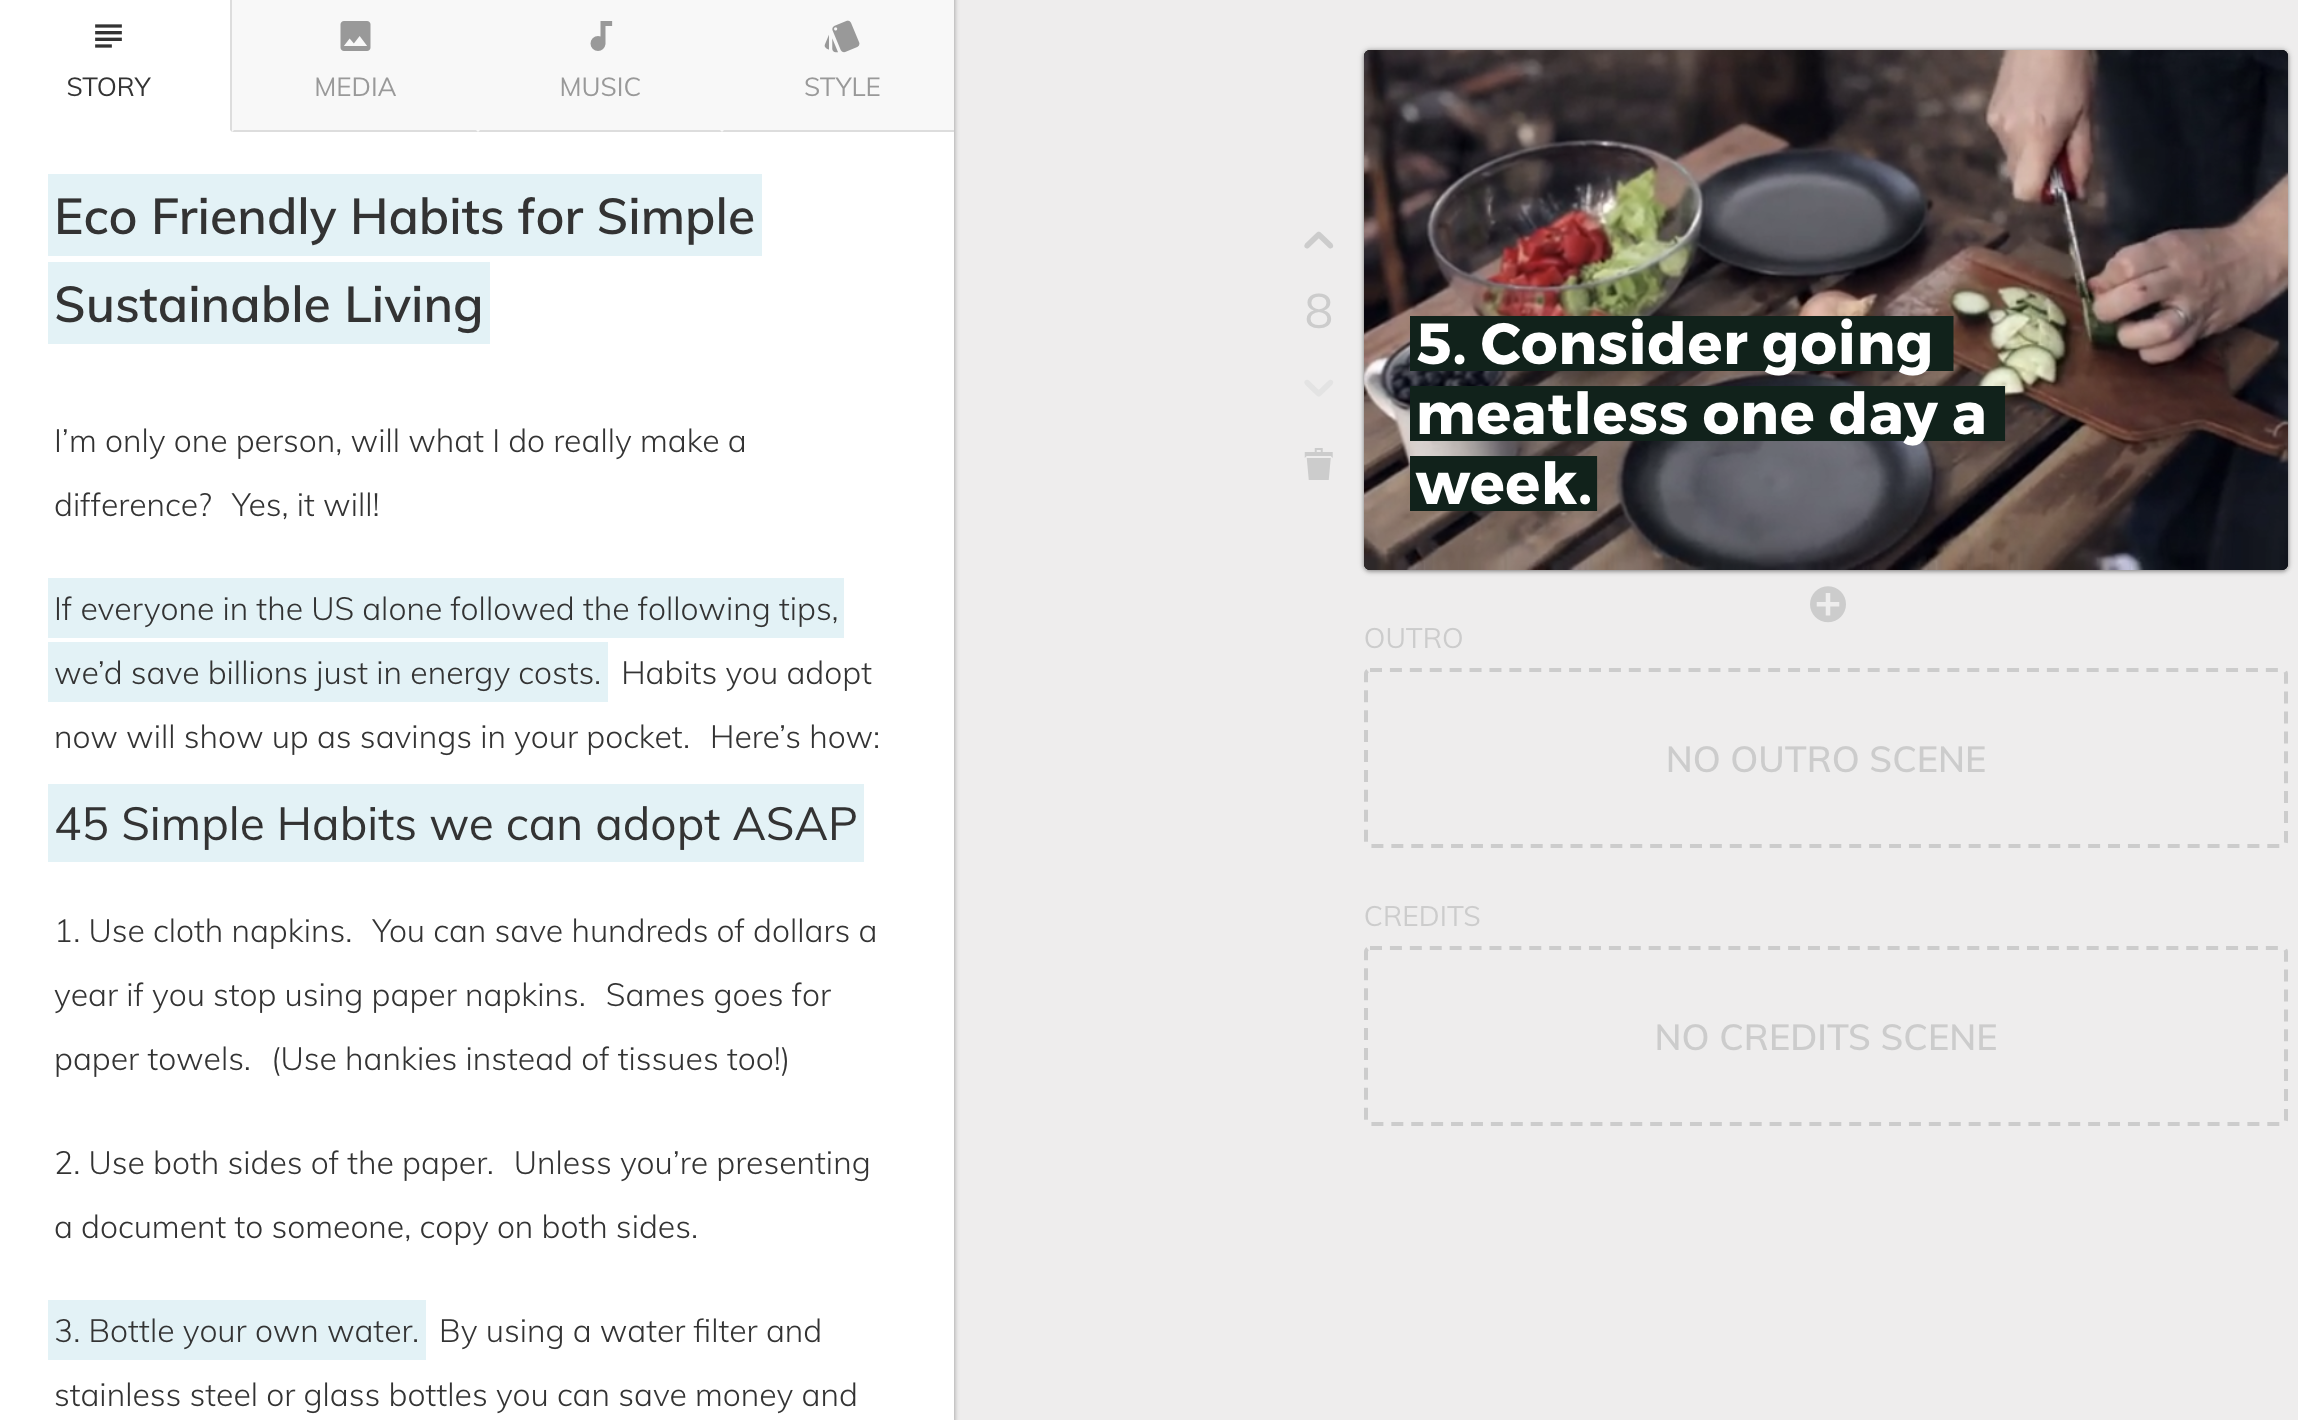 STORY
MEDIA
MUSIC
STYLE
Eco Friendly Habits for Simple
Sustainable Living
I’m only one person, will what I do really make a
difference? Yes, it will!
If everyone in the US alone followed the following tips,
we’d save billions just in energy costs. Habits you adopt
now will show up as savings in your pocket. Here’s how:
45 Simple Habits we can adopt ASAP
1. Use cloth napkins. You can save hundreds of dollars a
year if you stop using paper napkins. Sames goes for
paper towels. (Use hankies instead of tissues too!)
2. Use both sides of the paper. Unless you’re presenting
a document to someone, copy on both sides.
3. Bottle your own water. By using a water filter and
stainless steel or glass bottles you can save money and
8
5. Consider going
meatless one day a
week.
OUTRO
NO OUTRO SCENE
CREDITS
NO CREDITS SCENE